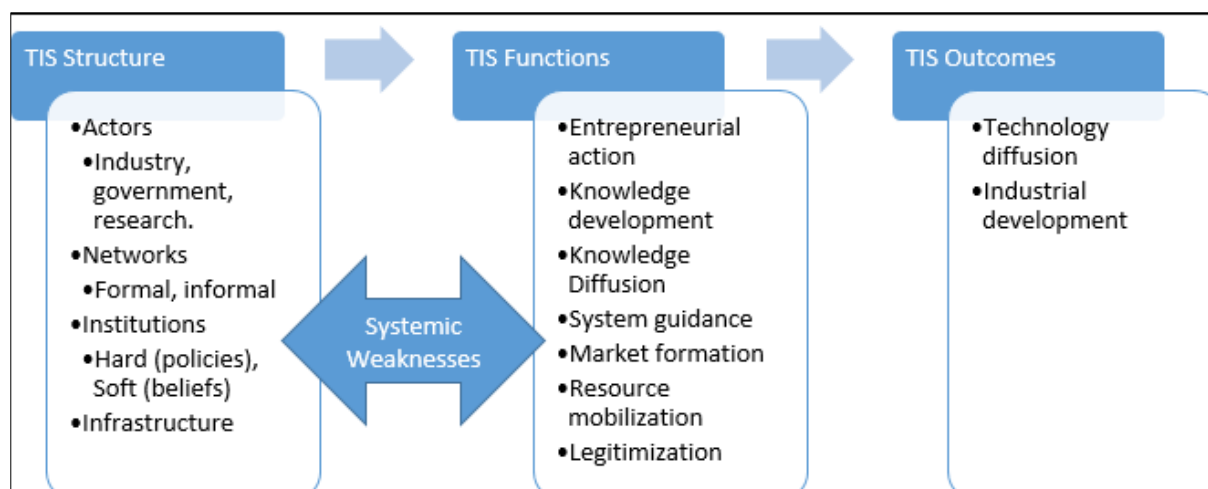 TIS Structure
•Actors
•Industry,
government,
research.
•Networks
•Formal, informal
•Institutions
•Hard (policies),
Soft (beliefs)
•Infrastructure
Systemic
Weaknesses
TIS Functions
•Entrepreneurial
action
•Knowledge
development
•Knowledge
Diffusion
•System guidance
•Market formation
•Resource
mobilization
•Legitimization
TIS Outcomes
•Technology
diffusion
•Industrial
development